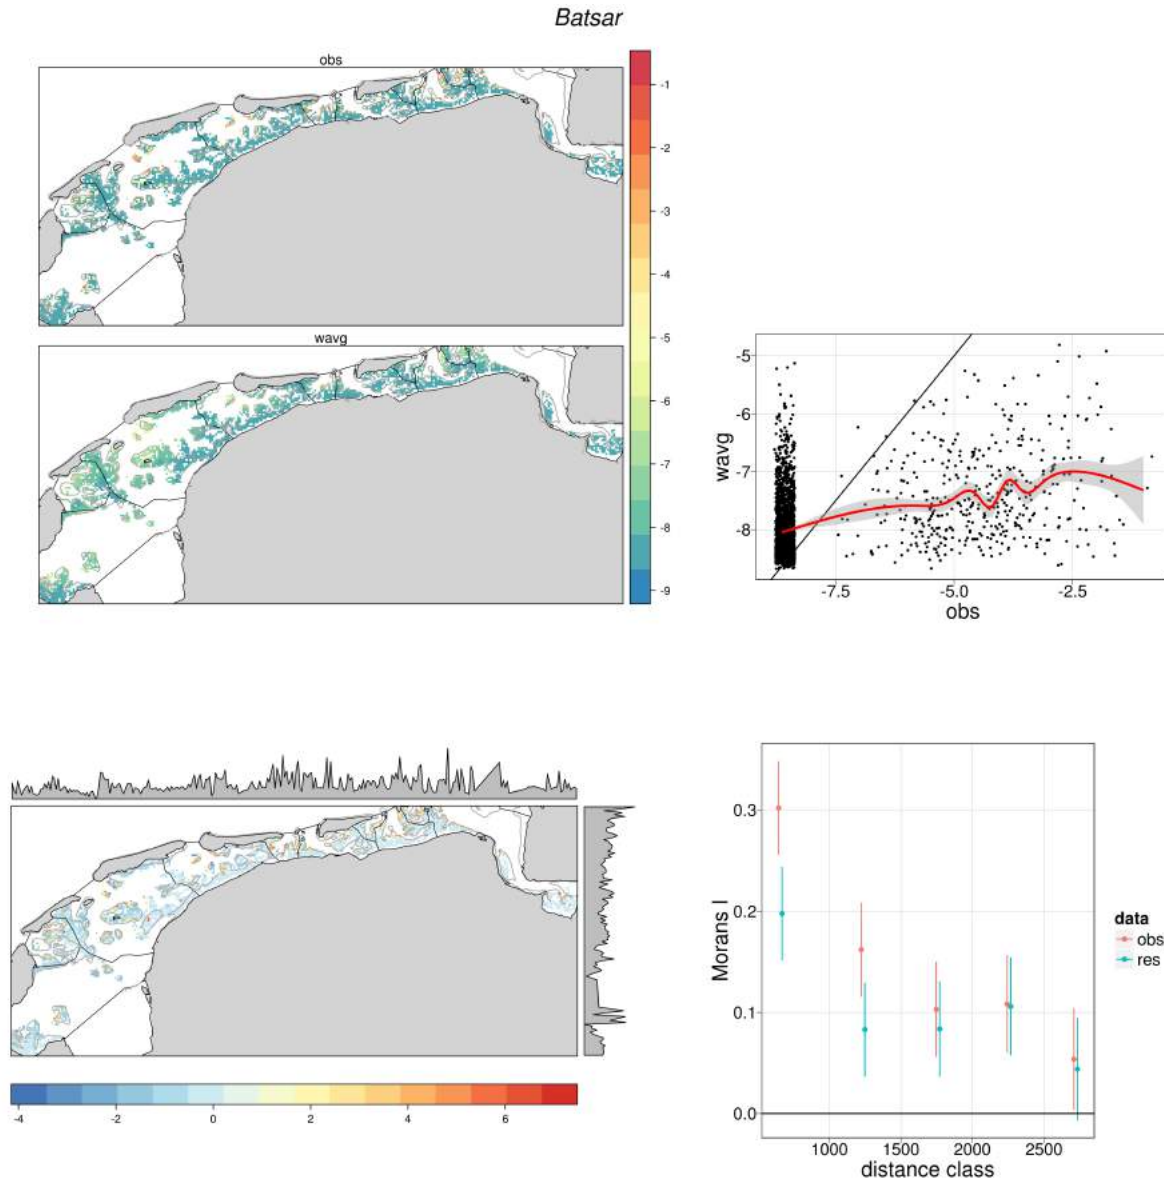 Batsar
obs
-1
-2
-3
-4
-5
-6
-7
-8
-9
wavg
wavg
-5
-6
-7
-8
-7.5 -5.0 -2.5
obs
-4 -2 0 2 4 6
Morans I
0.3
0.2
0.1
0.0
1000 1500 2000 2500
distance class
data
obs
res